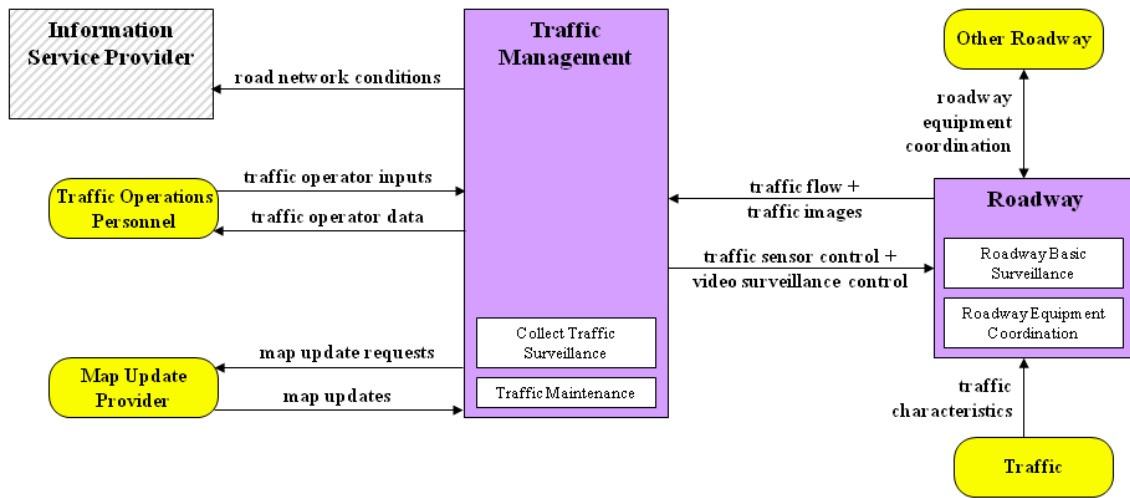 Information
Service Provider
Traffic
Management
Other Roadway
road network conditions
roadway
equipment
coordination
Traffic Operations
Personnel
traffic operator inputs
traffic operator data
traffic flow +
traffic images
Roadway
traffic sensor control +
video surveillance control
Roadway Basic
Surveillance
Roadway Equipment
Coordination
Collect Traffic
Surveillance
Traffic Maintenance
map update requests
Map Update
Provider
map updates
traffic
characteristics
Traffic